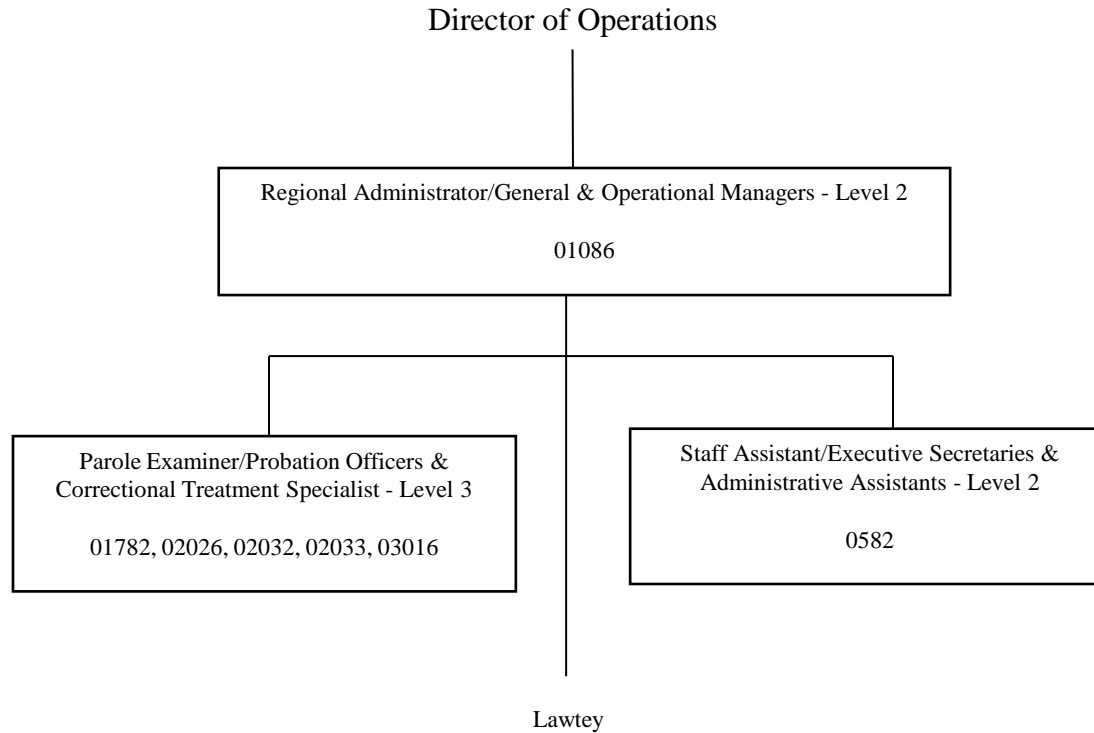 Director of Operations
Regional Administrator/General & Operational Managers - Level 2
01086
Parole Examiner/Probation Officers &
Correctional Treatment Specialist - Level 3
01782, 02026, 02032, 02033, 03016
Staff Assistant/Executive Secretaries &
Administrative Assistants - Level 2
0582
Lawtey